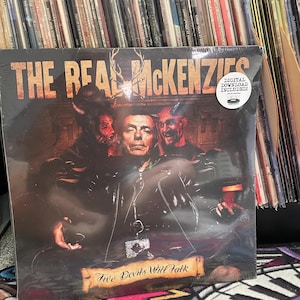 THE REAL McKENZIES
DIGITAL
DOWNLOAD
INCLUDED
Two Devils Will Talk